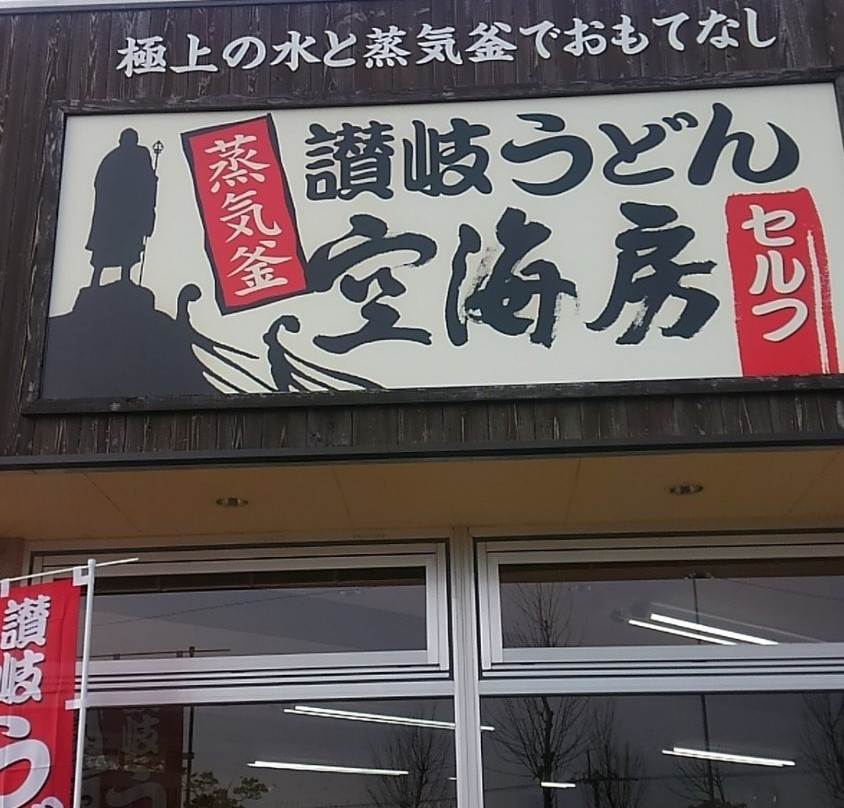 極上の水と蒸気釜でおもてなし
蒸気釜
讃岐うどん
空海房
セルフ
讃岐う